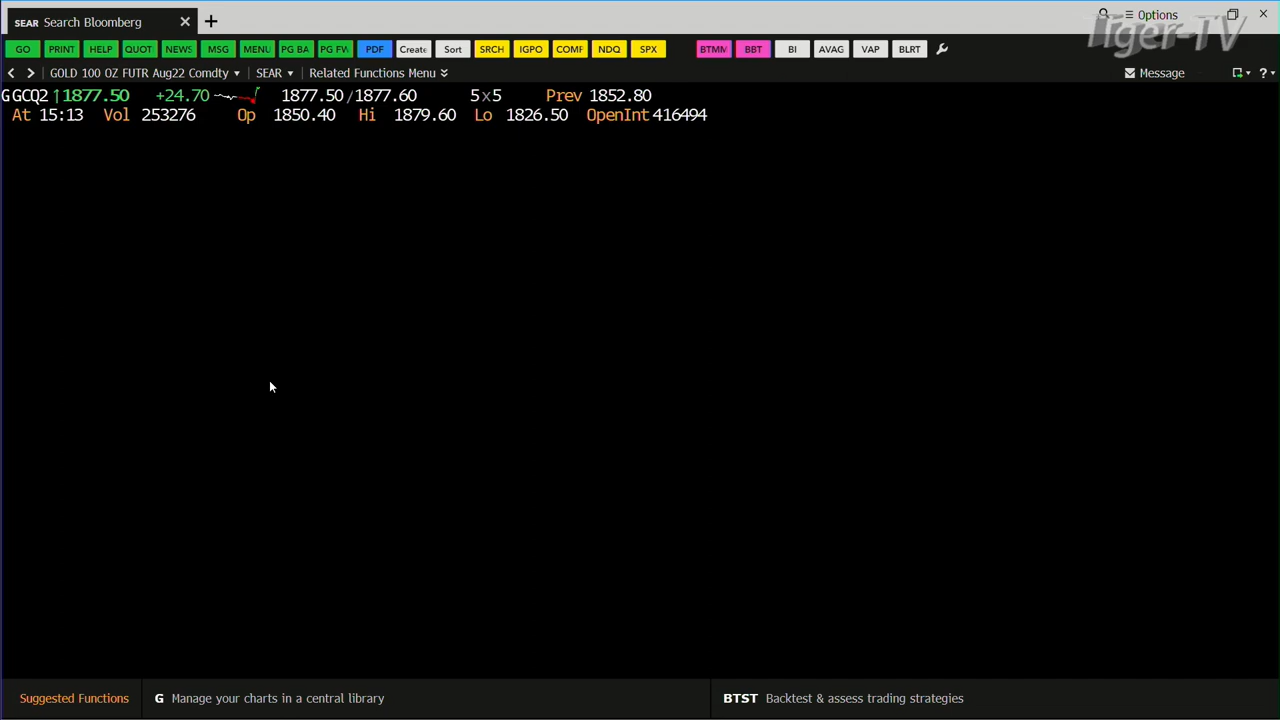 SEAR Search Bloomberg
Options
Tiger-TV
GO PRINT HELP QUOT NEWS MSG MENU PG BA PG FW PDF Create Sort SRCH IGPO COMF NDQ SPX BTMM BBT BI AVAG VAP BLRT
GOLD 100 OZ FUTR Aug22 Comdty SEAR Related Functions Menu Message ?
GGCQ2 ↑1877.50 +24.70 1877.50/1877.60 5x5 Prev 1852.80
At 15:13 Vol 253276 Op 1850.40 Hi 1879.60 Lo 1826.50 OpenInt 416494
Suggested Functions G Manage your charts in a central library BTST Backtest & assess trading strategies